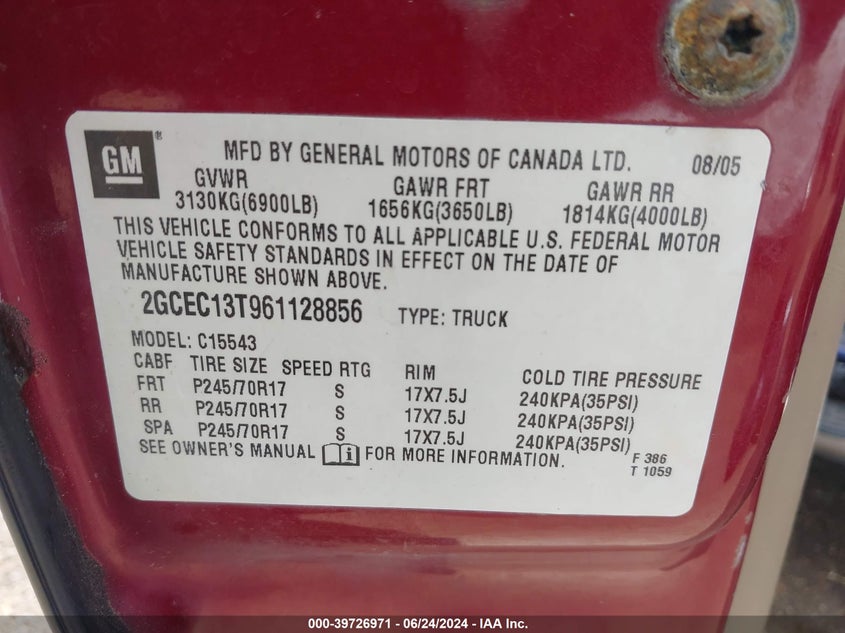 GM ® MFD BY GENERAL MOTORS OF CANADA LTD. 08/05
GVWR GAWR FRT GAWR RR
3130KG(6900LB) 1656KG(3650LB) 1814KG(4000LB)
THIS VEHICLE CONFORMS TO ALL APPLICABLE U.S. FEDERAL MOTOR
VEHICLE SAFETY STANDARDS IN EFFECT ON THE DATE OF
MANUFACTURE SHOWN ABOVE.
2GCEC13T961128856 TYPE: TRUCK
MODEL: C15543
CABF TIRE SIZE SPEED RTG RIM COLD TIRE PRESSURE
FRT P245/70R17 S 17X7.5J 240KPA(35PSI)
RR P245/70R17 S 17X7.5J 240KPA(35PSI)
SPA P245/70R17 S 17X7.5J 240KPA(35PSI)
SEE OWNER'S MANUAL FOR MORE INFORMATION.
F 386
T 1059
000-39726971 - 06/24/2024 - IAA Inc.